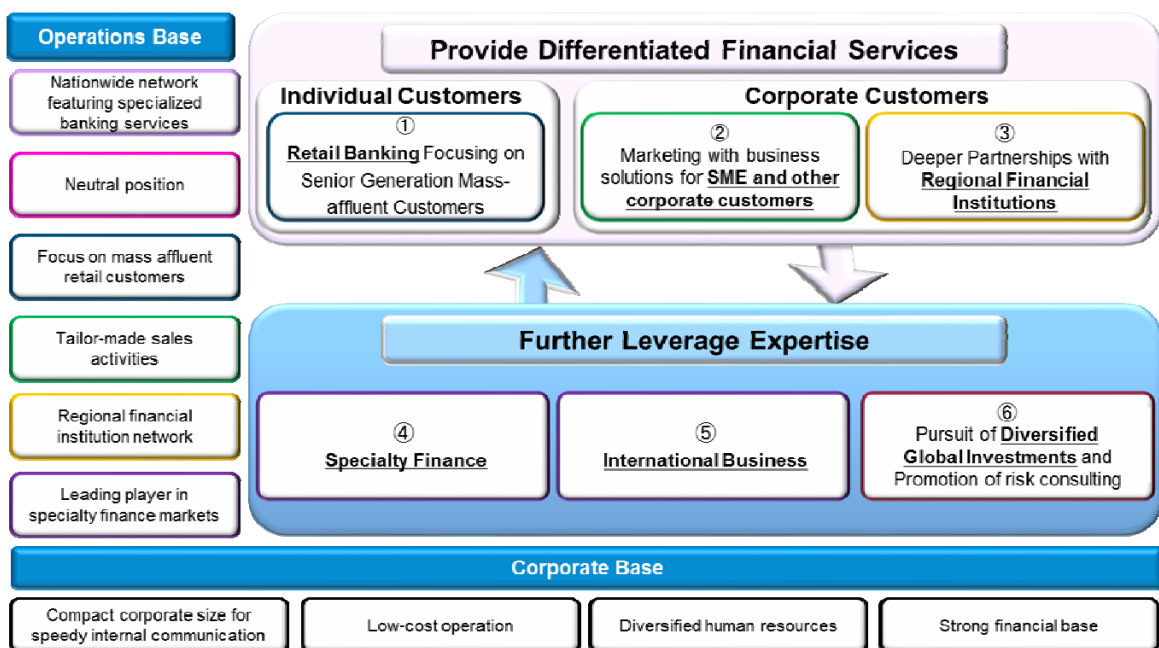 Operations Base
Nationwide network
featuring specialized
banking services
Neutral position
Focus on mass affluent
retail customers
Tailor-made sales
activities
Regional financial
institution network
Leading player in
specialty finance markets
Provide Differentiated Financial Services
Individual Customers
①
Retail Banking Focusing on
Senior Generation Mass-
affluent Customers
Corporate Customers
②
Marketing with business
solutions for SME and other
corporate customers
③
Deeper Partnerships with
Regional Financial
Institutions
Further Leverage Expertise
④
Specialty Finance
⑤
International Business
⑥
Pursuit of Diversified
Global Investments and
Promotion of risk consulting
Corporate Base
Compact corporate size for
speedy internal communication
Low-cost operation
Diversified human resources
Strong financial base